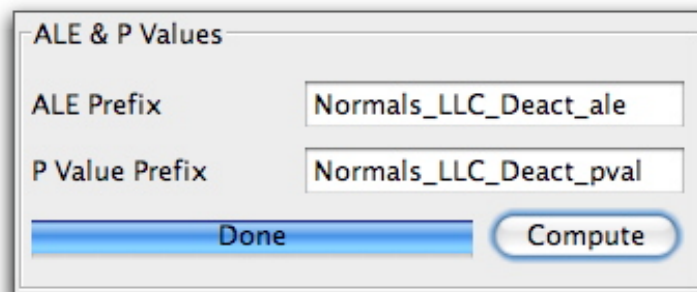 ALE & P Values
ALE Prefix Normals_LLC_Deact_ale
P Value Prefix Normals_LLC_Deact_pval
Done Compute